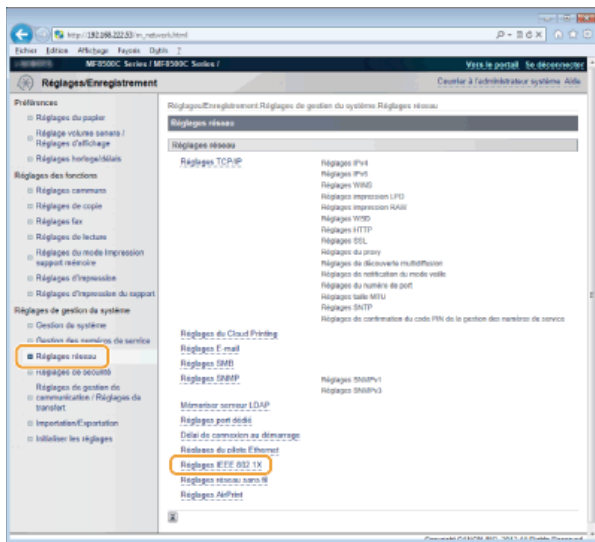 http://192.168.222.53/m_network.html
Fichier Edition Affichage Favoris Outils ?
MF8500C Series / MF8500C Series /
Vers le portail Se déconnecter
Réglages/Enregistrement
Courrier à l'administrateur système Aide
Préférences
Réglages du papier
Réglage volume sonore /
Réglages d'affichage
Réglages horloge/délais
Réglages des fonctions
Réglages communs
Réglages de copie
Réglages fax
Réglages de lecture
Réglages du mode Impression
support mémoire
Réglages d'impression
Réglages d'impression du rapport
Réglages de gestion du système
Gestion du système
Gestion des numéros de service
Réglages réseau
Réglages de sécurité
Réglages de gestion de
communication / Réglages de
transfert
Importation/Exportation
Initialiser les réglages
Réglages/Enregistrement:Réglages de gestion du système:Réglages réseau
Réglages réseau
Réglages réseau
Réglages TCP/IP
Réglages IPv4
Réglages IPv6
Réglages WINS
Réglages impression LPD
Réglages impression RAW
Réglages WSD
Réglages HTTP
Réglages SSL
Réglages du proxy
Réglages de découverte multidiffusion
Réglages de notification du mode veille
Réglages du numéro de port
Réglages taille MTU
Réglages SNTP
Réglages de confirmation du code PIN de la gestion des numéros de service
Réglages du Cloud Printing
Réglages E-mail
Réglages SMB
Réglages SNMP
Réglages SNMPv1
Réglages SNMPv3
Mémoriser serveur LDAP
Réglages port dédié
Délai de connexion au démarrage
Réglages du pilote Ethernet
Réglages IEEE 802.1X
Réglages réseau sans fil
Réglages AirPrint